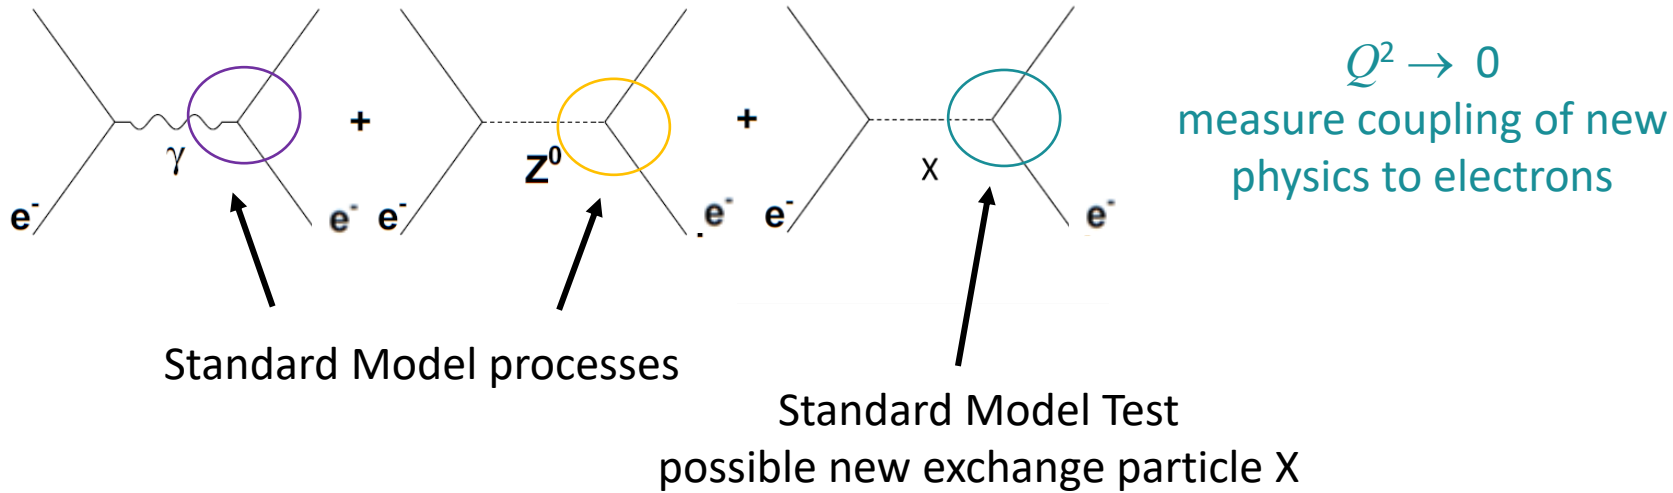 Q² → 0
measure coupling of new
physics to electrons
+
+
γ
Z⁰
X
e⁻
e⁻
e⁻
e⁻
e⁻
e⁻
Standard Model processes
Standard Model Test
possible new exchange particle X